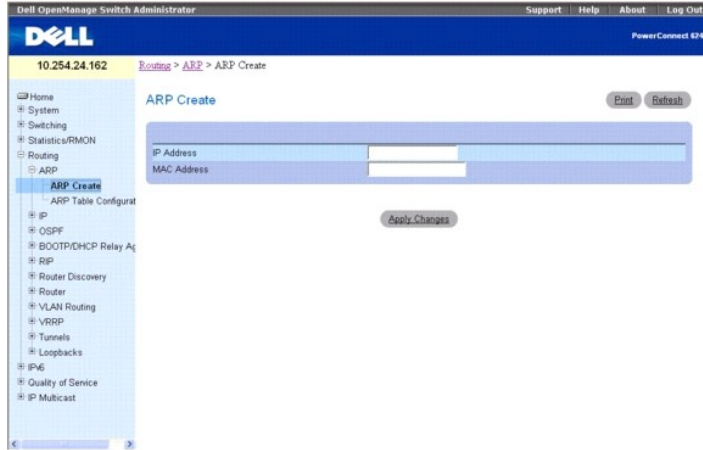 Dell OpenManage Switch Administrator
Support Help About Log Out
DELL
PowerConnect 624
10.254.24.162
Routing > ARP > ARP Create
Home
System
Switching
Statistics/RMON
Routing
ARP
ARP Create
ARP Table Configurat
IP
OSPF
BOOTP/DHCP Relay Ag
RIP
Router Discovery
Router
VLAN Routing
VRRP
Tunnels
Loopbacks
IPv6
Quality of Service
IP Multicast
ARP Create
Print Refresh
IP Address
MAC Address
Apply Changes